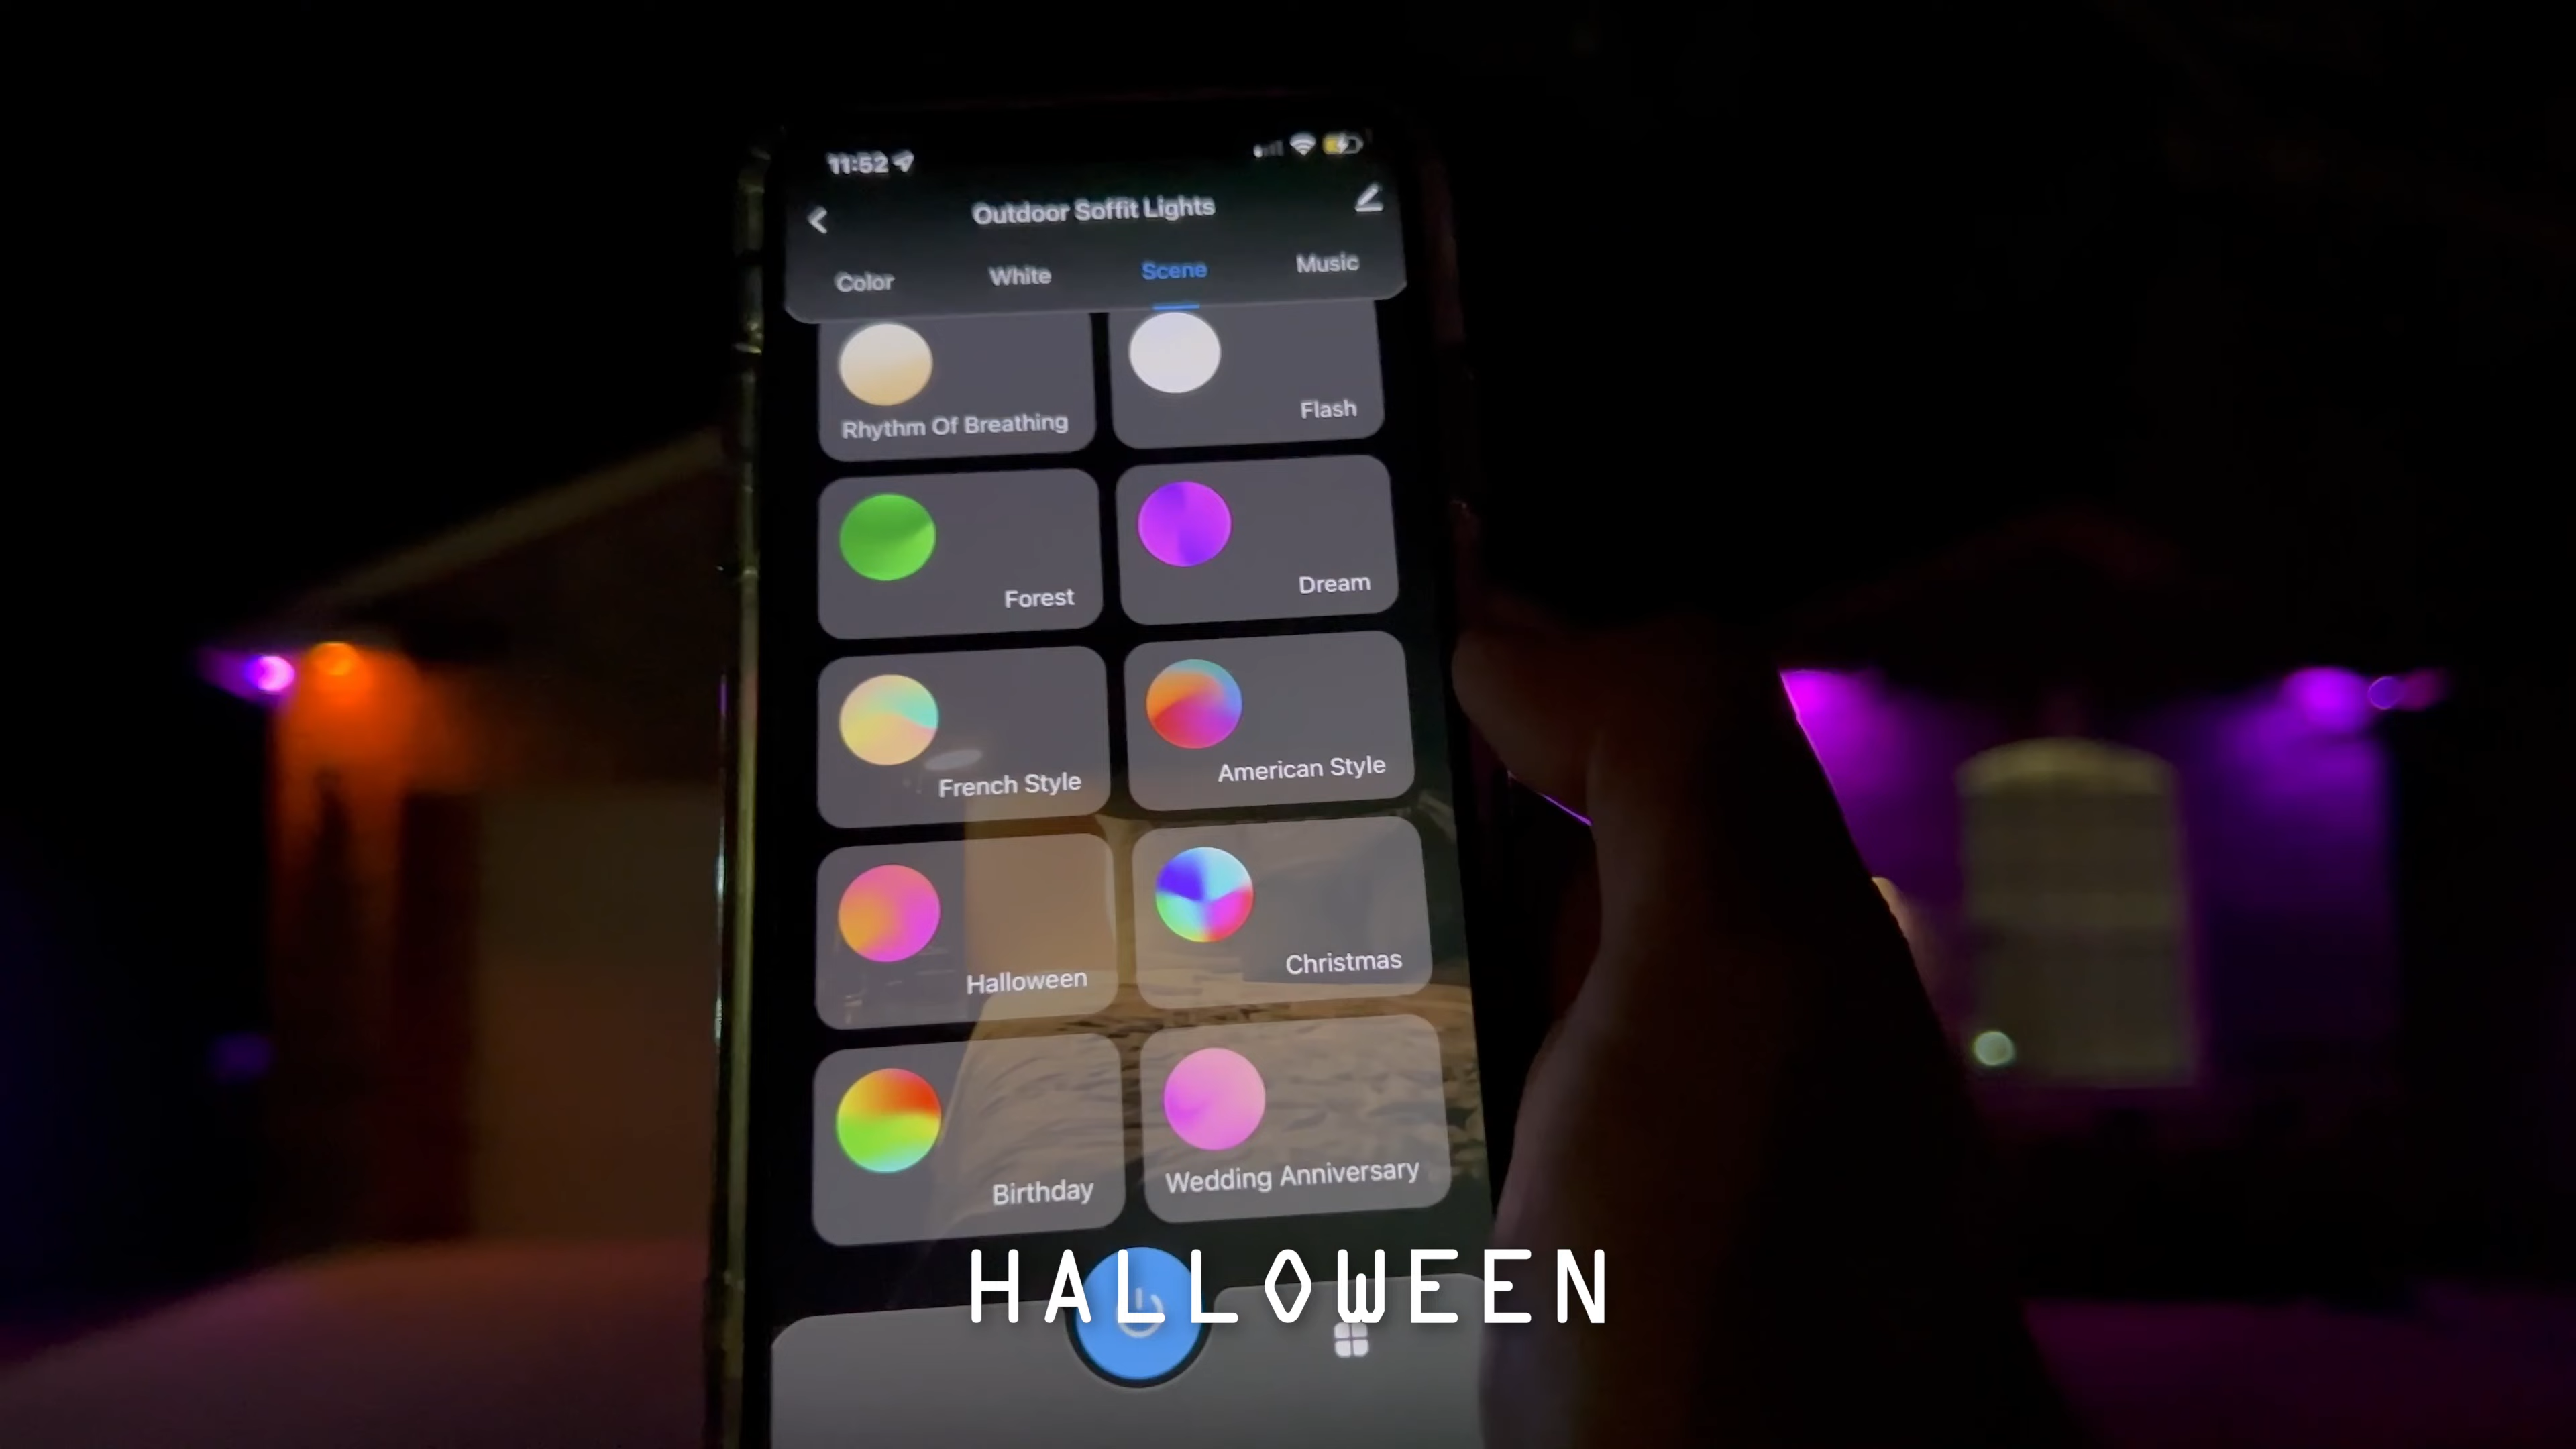 11:52
Outdoor Soffit Lights
Color White Scene Music
Rhythm Of Breathing
Flash
Forest
Dream
French Style
American Style
Halloween
Christmas
Birthday
Wedding Anniversary
HALLOWEEN